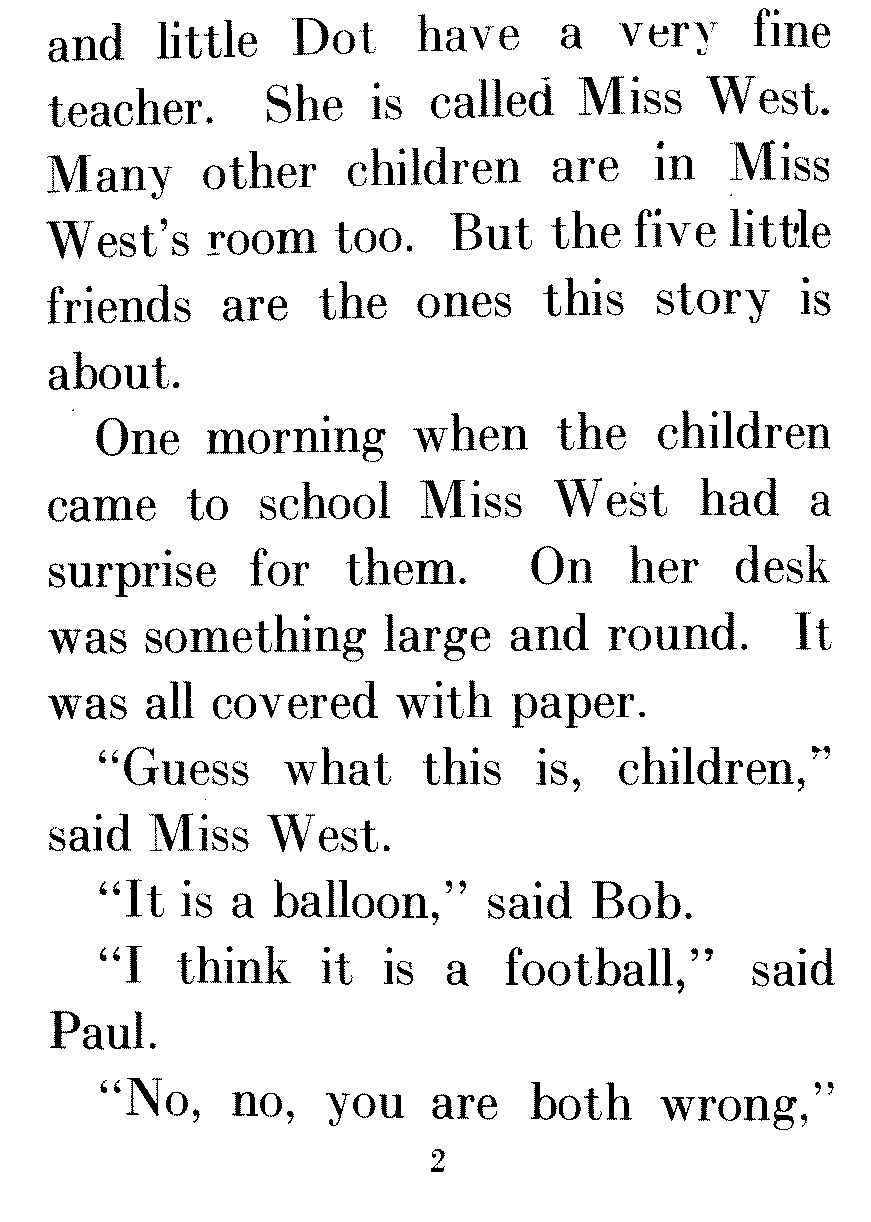 and little Dot have a very fine
teacher. She is called Miss West.
Many other children are in Miss
West's room too. But the five little
friends are the ones this story is
about.
One morning when the children
came to school Miss West had a
surprise for them. On her desk
was something large and round. It
was all covered with paper.
“Guess what this is, children,”
said Miss West.
“It is a balloon,” said Bob.
“I think it is a football,” said
Paul.
“No, no, you are both wrong,”
2